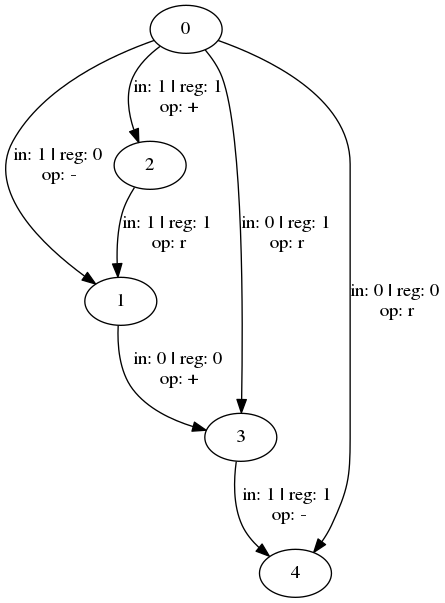 0
in: 1 | reg: 1
op: +
in: 1 | reg: 0
op: -
2
in: 1 | reg: 1
op: r
in: 0 | reg: 1
op: r
in: 0 | reg: 0
op: r
1
in: 0 | reg: 0
op: +
3
in: 1 | reg: 1
op: -
4